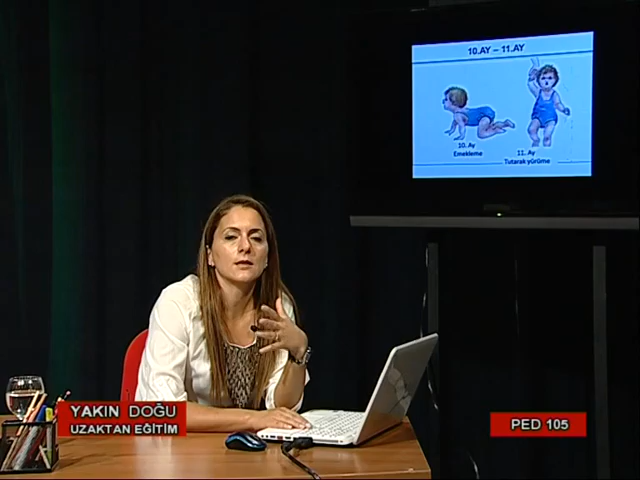 10.AY – 11.AY
10. Ay
Emekleme
11. Ay
Tutarak yürüme
YAKIN DOĞU
UZAKTAN EĞİTİM
PED 105